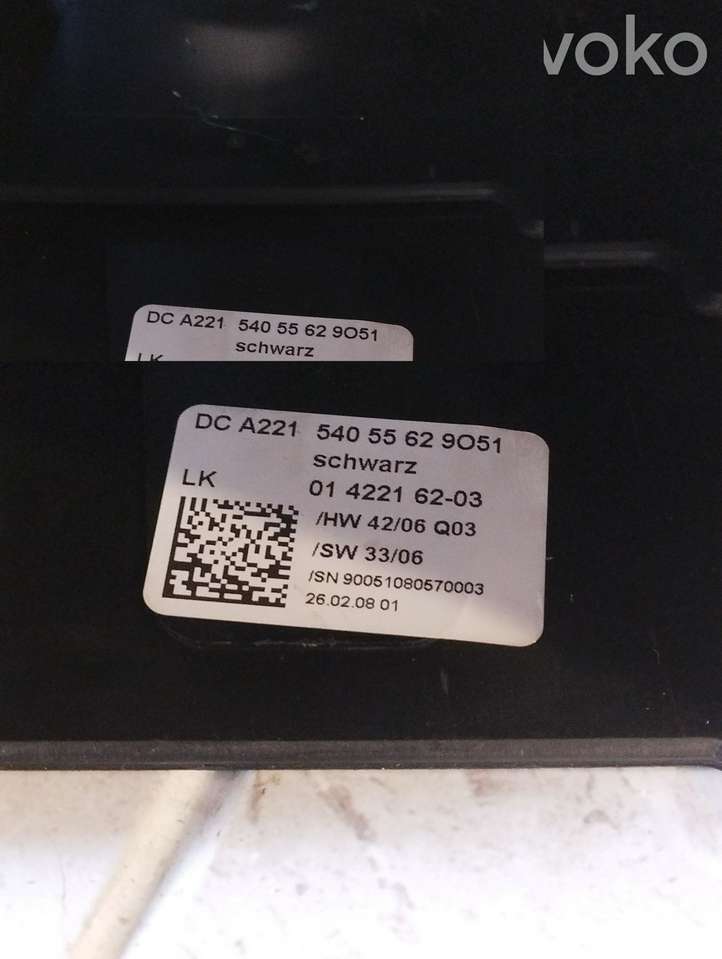 voko
DC A221 540 55 62 9O51
schwarz
LK
DC A221 540 55 62 9O51
schwarz
LK 01 4221 62-03
/HW 42/06 Q03
/SW 33/06
/SN 90051080570003
26.02.08 01